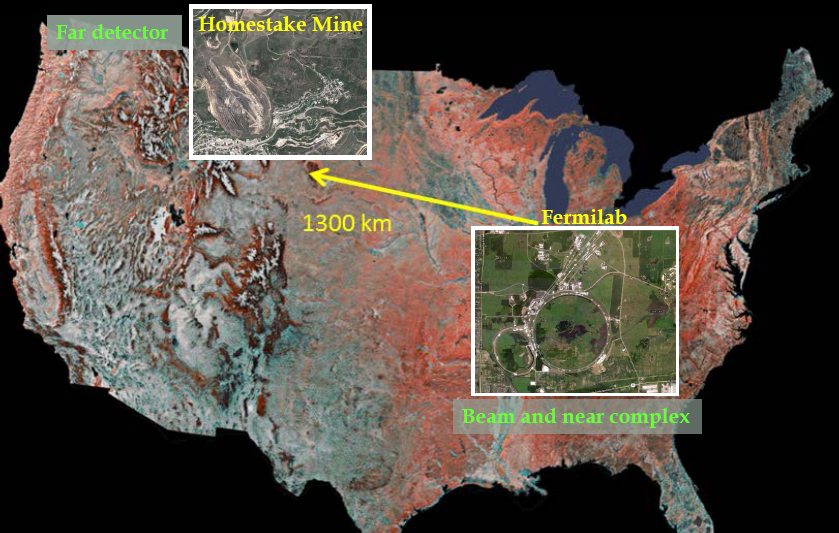 Far detector
Homestake Mine
1300 km
Fermilab
Beam and near complex